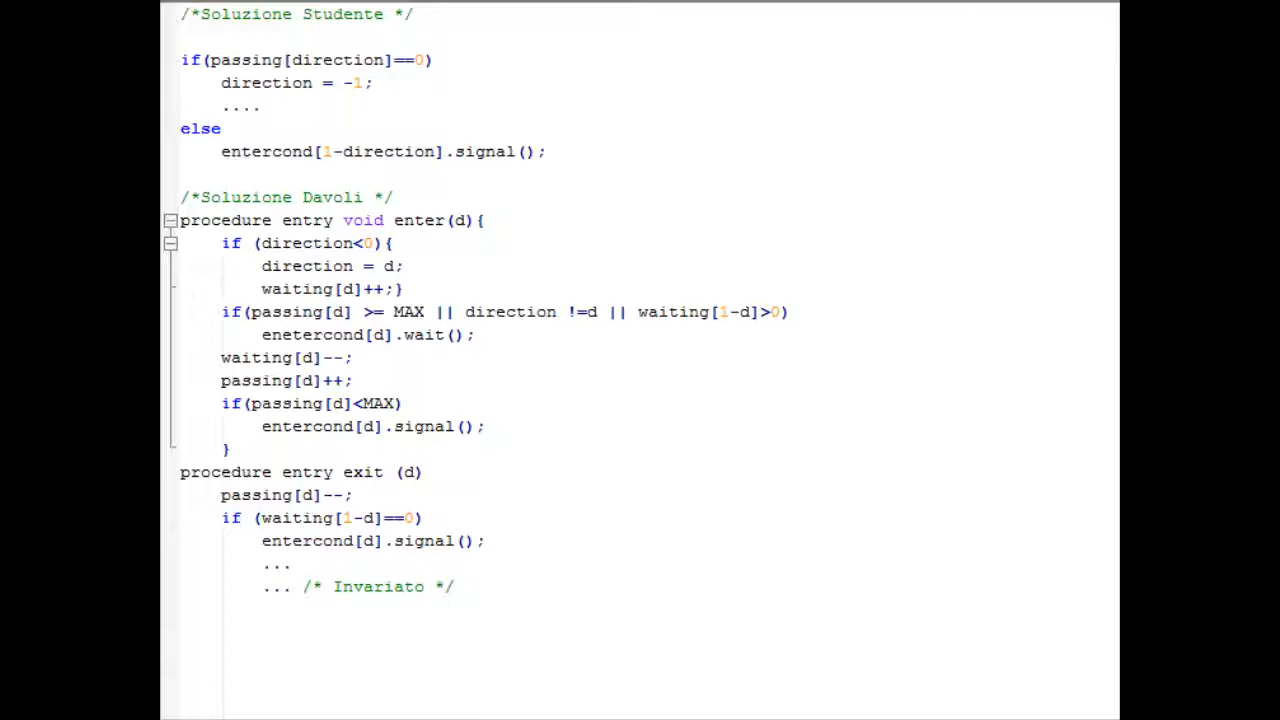 /*Soluzione Studente */
if(passing[direction]==0)
direction = -1;
....
else
entercond[1-direction].signal();
/*Soluzione Davoli */
procedure entry void enter(d){
if (direction<0){
direction = d;
waiting[d]++;}
if(passing[d] >= MAX || direction !=d || waiting[1-d]>0)
enetercond[d].wait();
waiting[d]--;
passing[d]++;
if(passing[d]<MAX)
entercond[d].signal();
}
procedure entry exit (d)
passing[d]--;
if (waiting[1-d]==0)
entercond[d].signal();
...
... /* Invariato */